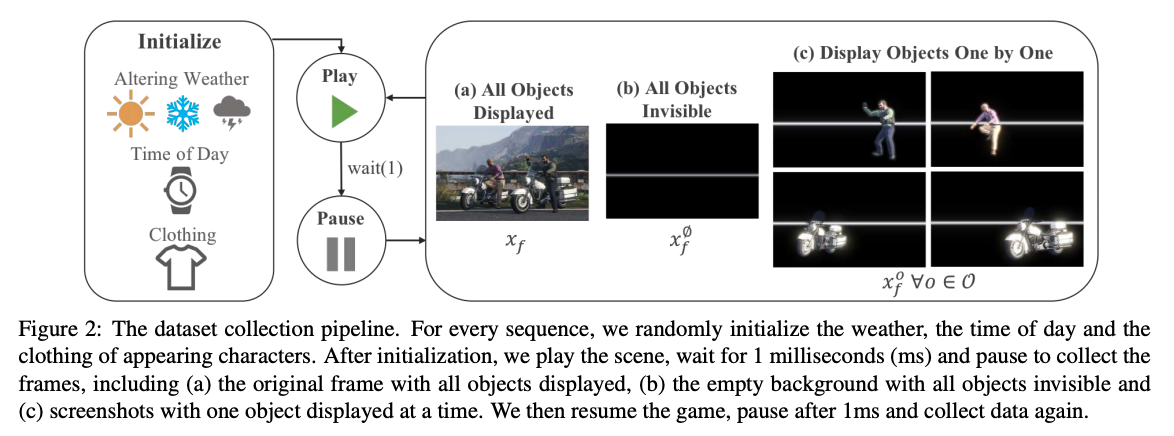 Initialize
Altering Weather
Time of Day
Clothing
Play
wait(1)
Pause
(a) All Objects
Displayed
x_f
(b) All Objects
Invisible
x_f^∅
(c) Display Objects One by One
x_f^o ∀o ∈ 𝒪
Figure 2: The dataset collection pipeline. For every sequence, we randomly initialize the weather, the time of day and the
clothing of appearing characters. After initialization, we play the scene, wait for 1 milliseconds (ms) and pause to collect the
frames, including (a) the original frame with all objects displayed, (b) the empty background with all objects invisible and
(c) screenshots with one object displayed at a time. We then resume the game, pause after 1ms and collect data again.